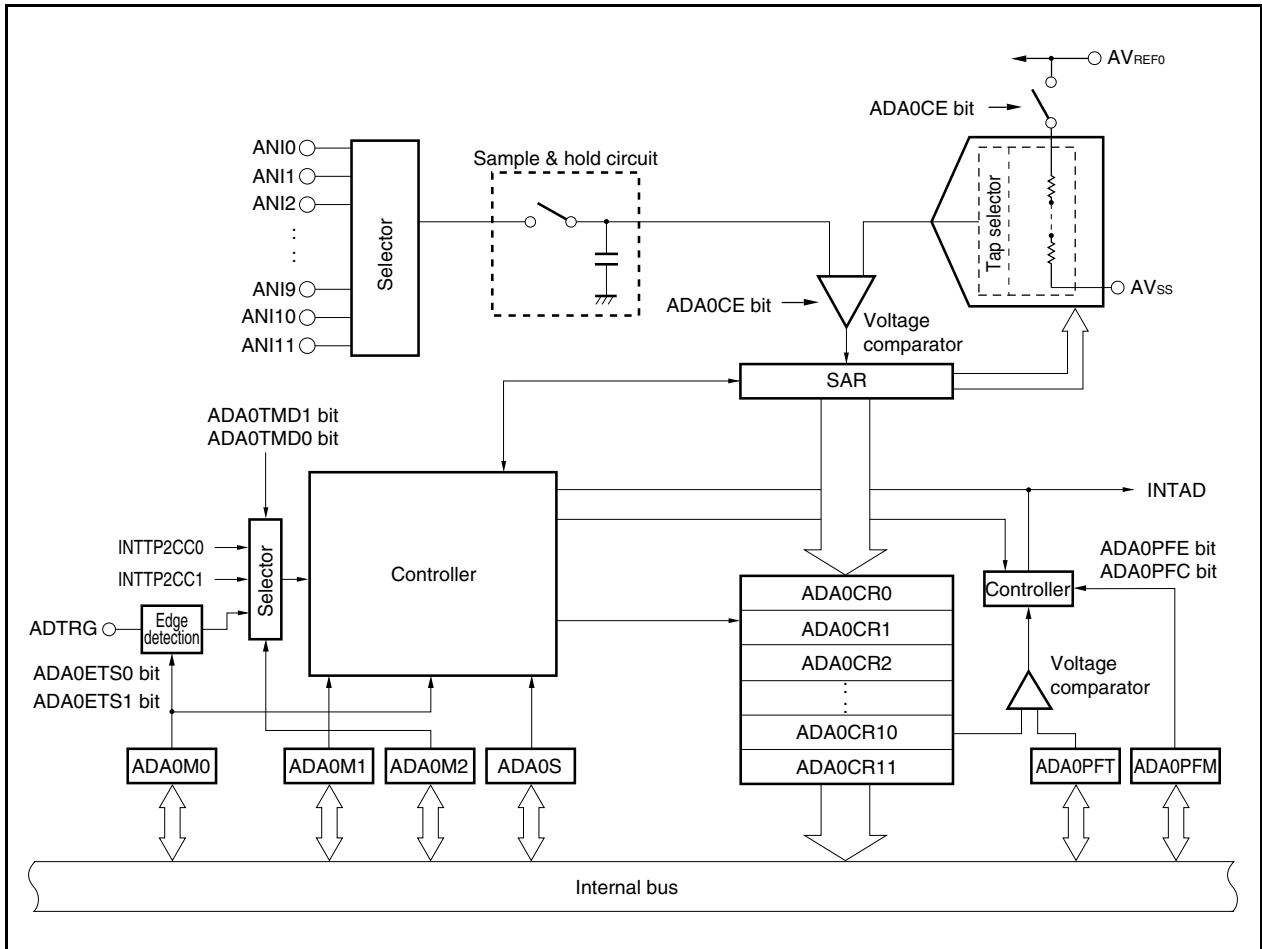 AVREF0
ADA0CE bit
ANI0
ANI1
ANI2
ANI9
ANI10
ANI11
Selector
Sample & hold circuit
Tap selector
AVSS
ADA0CE bit
Voltage
comparator
SAR
ADA0TMD1 bit
ADA0TMD0 bit
INTTP2CC0
INTTP2CC1
ADTRG
Edge
detection
Selector
ADA0ETS0 bit
ADA0ETS1 bit
Controller
INTAD
ADA0PFE bit
ADA0PFC bit
Controller
Voltage
comparator
ADA0CR0
ADA0CR1
ADA0CR2
ADA0CR10
ADA0CR11
ADA0M0
ADA0M1
ADA0M2
ADA0S
ADA0PFT
ADA0PFM
Internal bus